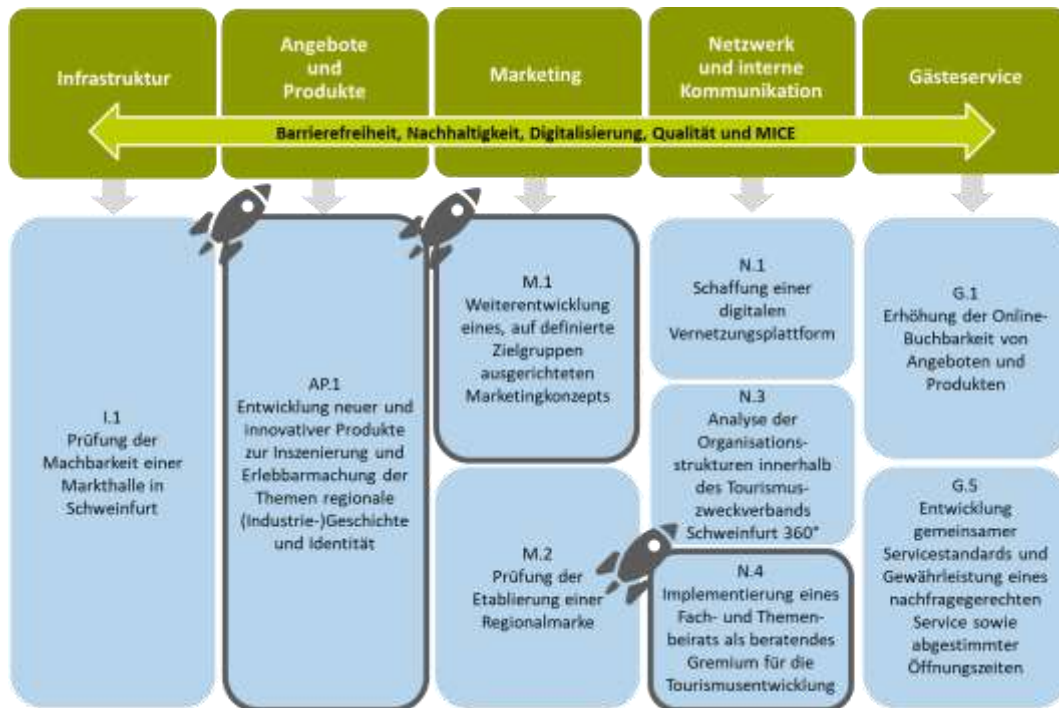 Infrastruktur
Angebote
und
Produkte
Marketing
Netzwerk
und interne
Kommunikation
Gästeservice
Barrierefreiheit, Nachhaltigkeit, Digitalisierung, Qualität und MICE
I.1
Prüfung der
Machbarkeit einer
Markthalle in
Schweinfurt
AP.1
Entwicklung neuer und
innovativer Produkte
zur Inszenierung und
Erlebbarmachung der
Themen regionale
(Industrie-)Geschichte
und Identität
M.1
Weiterentwicklung
eines, auf definierte
Zielgruppen
ausgerichteten
Marketingkonzepts
M.2
Prüfung der
Etablierung einer
Regionalmarke
N.1
Schaffung einer
digitalen
Vernetzungsplattform
N.3
Analyse der
Organisations-
strukturen innerhalb
des Tourismus-
zweckverbands
Schweinfurt 360°
N.4
Implementierung eines
Fach- und Themen-
beirats als beratendes
Gremium für die
Tourismusentwicklung
G.1
Erhöhung der Online-
Buchbarkeit von
Angeboten und
Produkten
G.5
Entwicklung
gemeinsamer
Servicestandards und
Gewährleistung eines
nachfragegerechten
Service sowie
abgestimmter
Öffnungszeiten